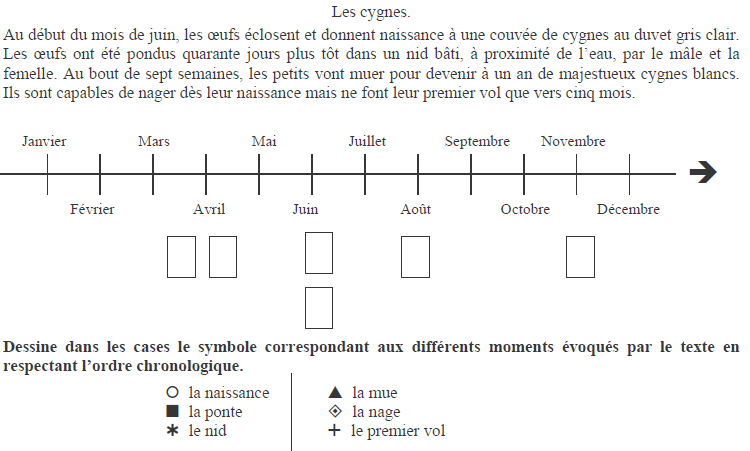 Les cygnes.
Au début du mois de juin, les œufs éclosent et donnent naissance à une couvée de cygnes au duvet gris clair.
Les œufs ont été pondus quarante jours plus tôt dans un nid bâti, à proximité de l'eau, par le mâle et la
femelle. Au bout de sept semaines, les petits vont muer pour devenir à un an de majestueux cygnes blancs.
Ils sont capables de nager dès leur naissance mais ne font leur premier vol que vers cinq mois.
Janvier Mars Mai Juillet Septembre Novembre
Février Avril Juin Août Octobre Décembre
Dessine dans les cases le symbole correspondant aux différents moments évoqués par le texte en
respectant l'ordre chronologique.
la naissance
la ponte
le nid
la mue
la nage
le premier vol